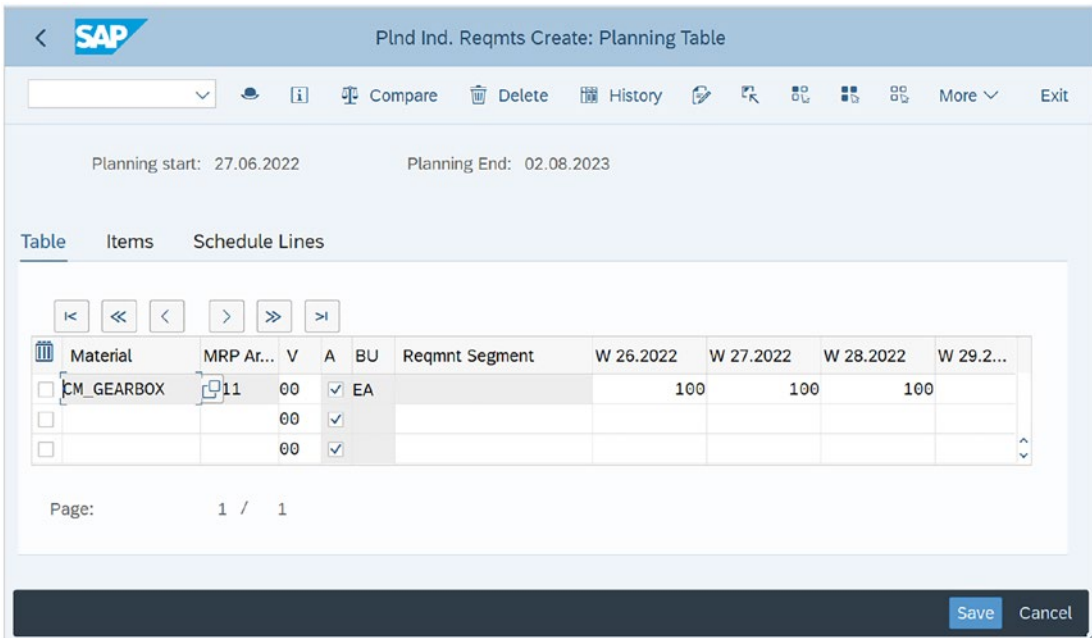 SAP Plnd Ind. Reqmts Create: Planning Table
Compare Delete History More Exit
Planning start: 27.06.2022 Planning End: 02.08.2023
Table Items Schedule Lines
Material MRP Ar... V A BU Reqmnt Segment W 26.2022 W 27.2022 W 28.2022 W 29.2...
CM_GEARBOX 11 00 EA 100 100 100
00
00
Page: 1 / 1
Save Cancel